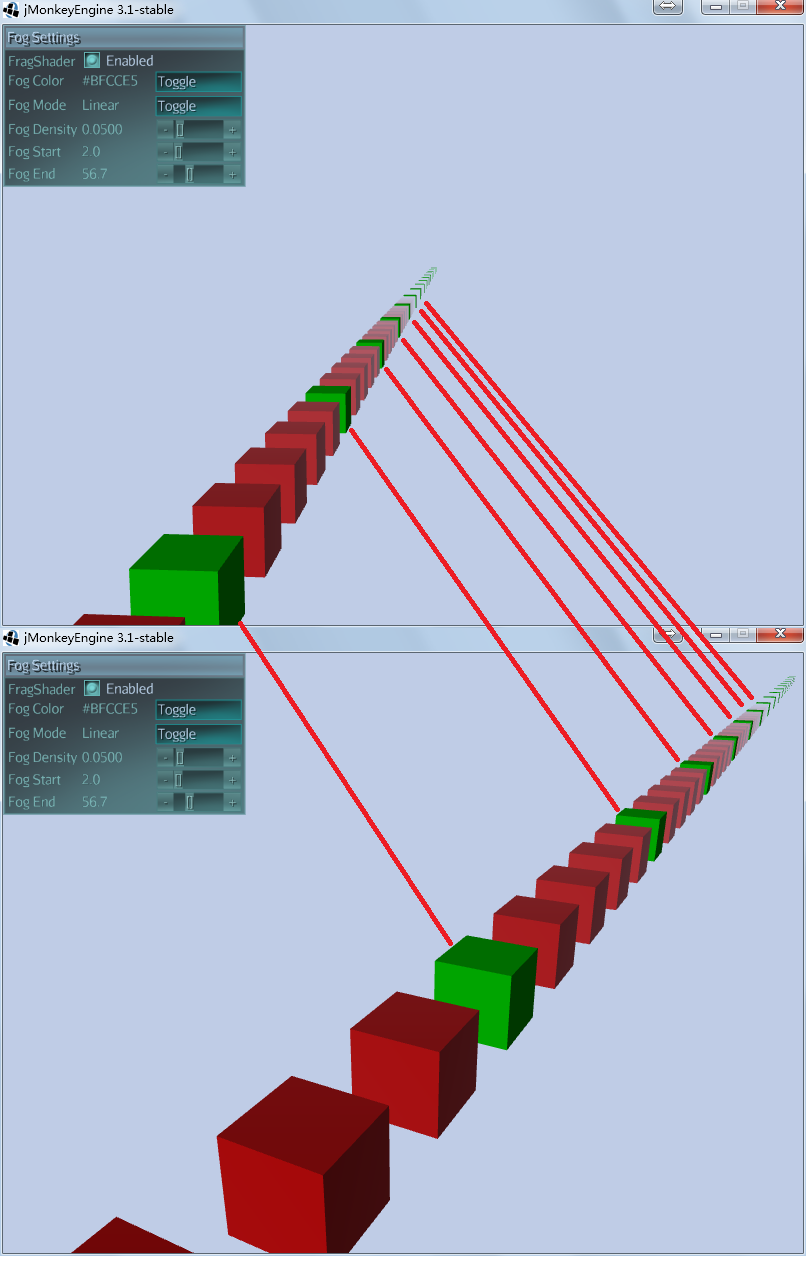 jMonkeyEngine 3.1-stable
Fog Settings
FragShader Enabled
Fog Color #BFCCE5 Toggle
Fog Mode Linear Toggle
Fog Density 0.0500 - +
Fog Start 2.0 - +
Fog End 56.7 - +
jMonkeyEngine 3.1-stable
Fog Settings
FragShader Enabled
Fog Color #BFCCE5 Toggle
Fog Mode Linear Toggle
Fog Density 0.0500 - +
Fog Start 2.0 - +
Fog End 56.7 - +